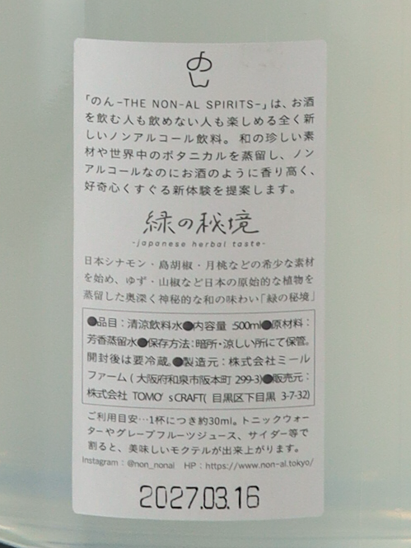 のん
「のん-THE NON-AL SPIRITS-」は、お酒
を飲む人も飲めない人も楽しめる全く新
しいノンアルコール飲料。 和の珍しい素
材や世界中のボタニカルを蒸留し、ノン
アルコールなのにお酒のように香り高く、
好奇心くすぐる新体験を提案します。
緑の秘境
-japanese herbal taste-
日本シナモン・島胡椒・月桃などの希少な素材
を始め、ゆず・山椒など日本の原始的な植物を
蒸留した奥深く神秘的な和の味わい「緑の秘境」
●品目：清涼飲料水●内容量:500ml●原材料：
芳香蒸留水●保存方法：暗所・涼しい所にて保管。
開封後は要冷蔵。●製造元：株式会社ミール
ファーム ( 大阪府和泉市阪本町 299-3)●販売元：
株式会社 TOMO'sCRAFT( 目黒区下目黒 3-7-32)
ご利用目安…1杯につき約30ml。トニックウォー
ターやグレープフルーツジュース、サイダー等で
割ると、美味しいモクテルが出来上がります。
instagram：@non_nonal HP：https://www.non-al.tokyo/
2027.03.16